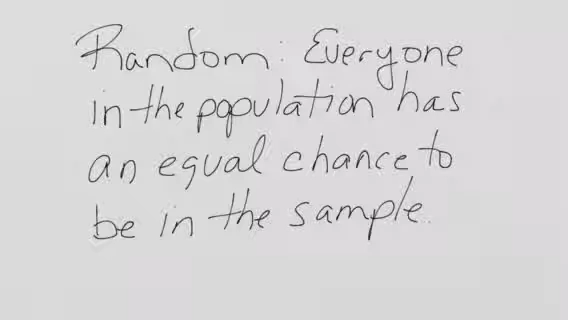 Random: Everyone
in the population has
an equal chance to
be in the sample.